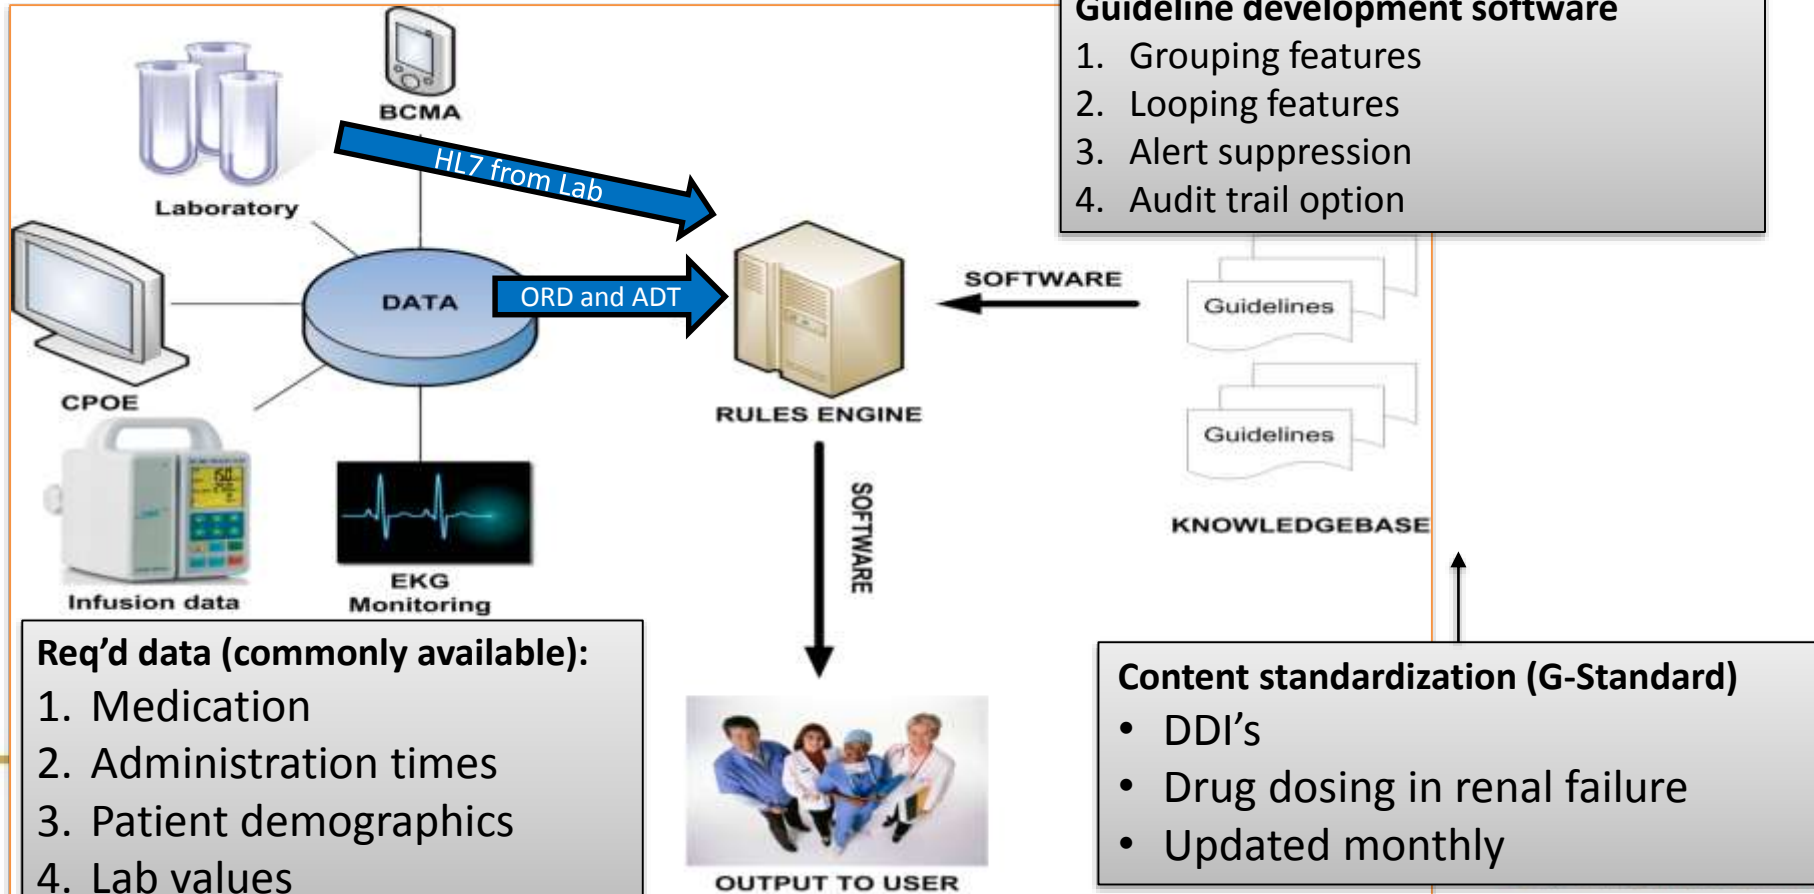 Guideline development software
1. Grouping features
2. Looping features
3. Alert suppression
4. Audit trail option
BCMA
HL7 from Lab
Laboratory
DATA
ORD and ADT
SOFTWARE
Guidelines
CPOE
RULES ENGINE
Guidelines
SOFTWARE
KNOWLEDGEBASE
150
Infusion data
EKG
Monitoring
Req'd data (commonly available):
1. Medication
2. Administration times
3. Patient demographics
4. Lab values
Content standardization (G-Standard)
• DDI's
• Drug dosing in renal failure
• Updated monthly
OUTPUT TO USER